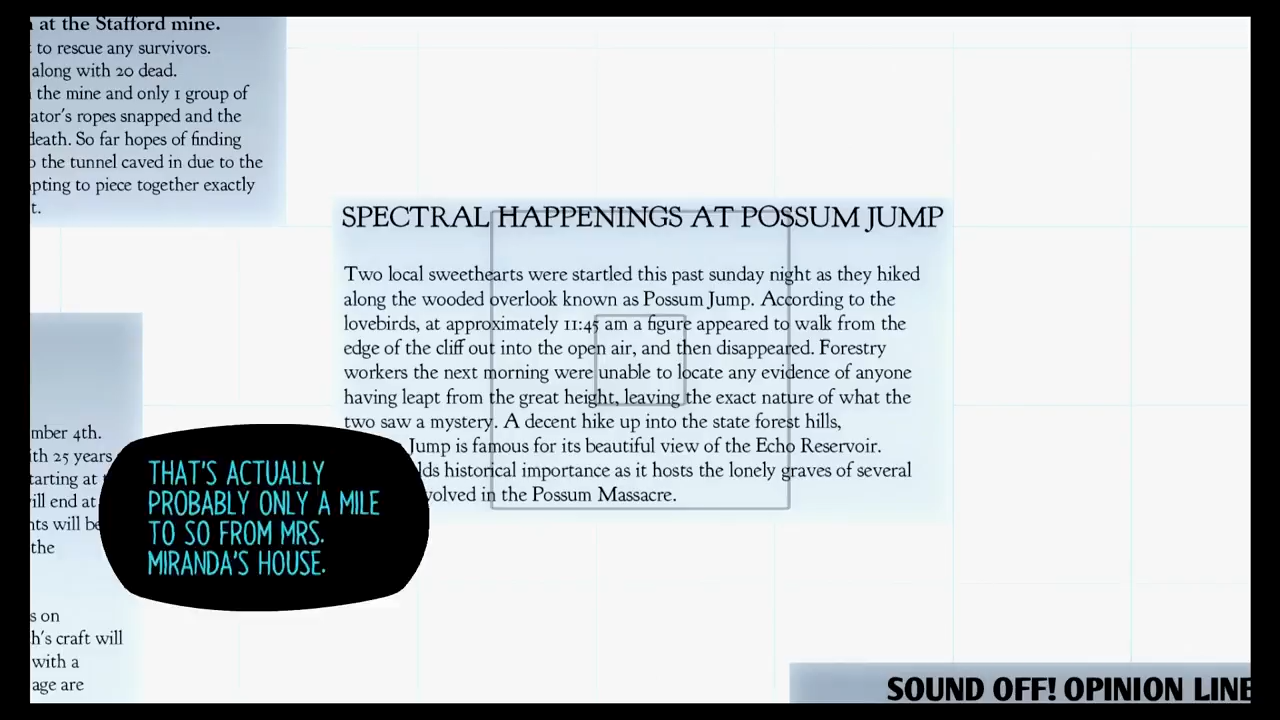 at the Stafford mine.
to rescue any survivors.
along with 20 dead.
the mine and only 1 group of
ator's ropes snapped and the
death. So far hopes of finding
the tunnel caved in due to the
pting to piece together exactly
t.
SPECTRAL HAPPENINGS AT POSSUM JUMP
Two local sweethearts were startled this past sunday night as they hiked
along the wooded overlook known as Possum Jump. According to the
lovebirds, at approximately 11:45 am a figure appeared to walk from the
edge of the cliff out into the open air, and then disappeared. Forestry
workers the next morning were unable to locate any evidence of anyone
having leapt from the great height, leaving the exact nature of what the
two saw a mystery. A decent hike up into the state forest hills,
Jump is famous for its beautiful view of the Echo Reservoir.
lds historical importance as it hosts the lonely graves of several
volved in the Possum Massacre.
mber 4th.
ith 25 years
tarting at
ill end at
nts will be
the
s on
h's craft will
with a
age are
THAT'S ACTUALLY
PROBABLY ONLY A MILE
TO SO FROM MRS.
MIRANDA'S HOUSE.
SOUND OFF! OPINION LINE